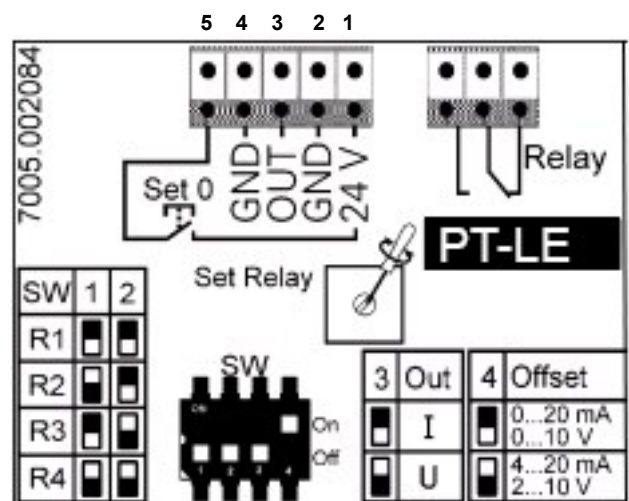 5 4 3 2 1
7005.002084
Set 0
GND
OUT
GND
24 V
Relay
PT-LE
Set Relay
SW 1 2
R1
R2
R3
R4
SW
ON
On
Off
1 2 3 4
3 Out
I
U
4 Offset
0...20 mA
0...10 V
4...20 mA
2...10 V